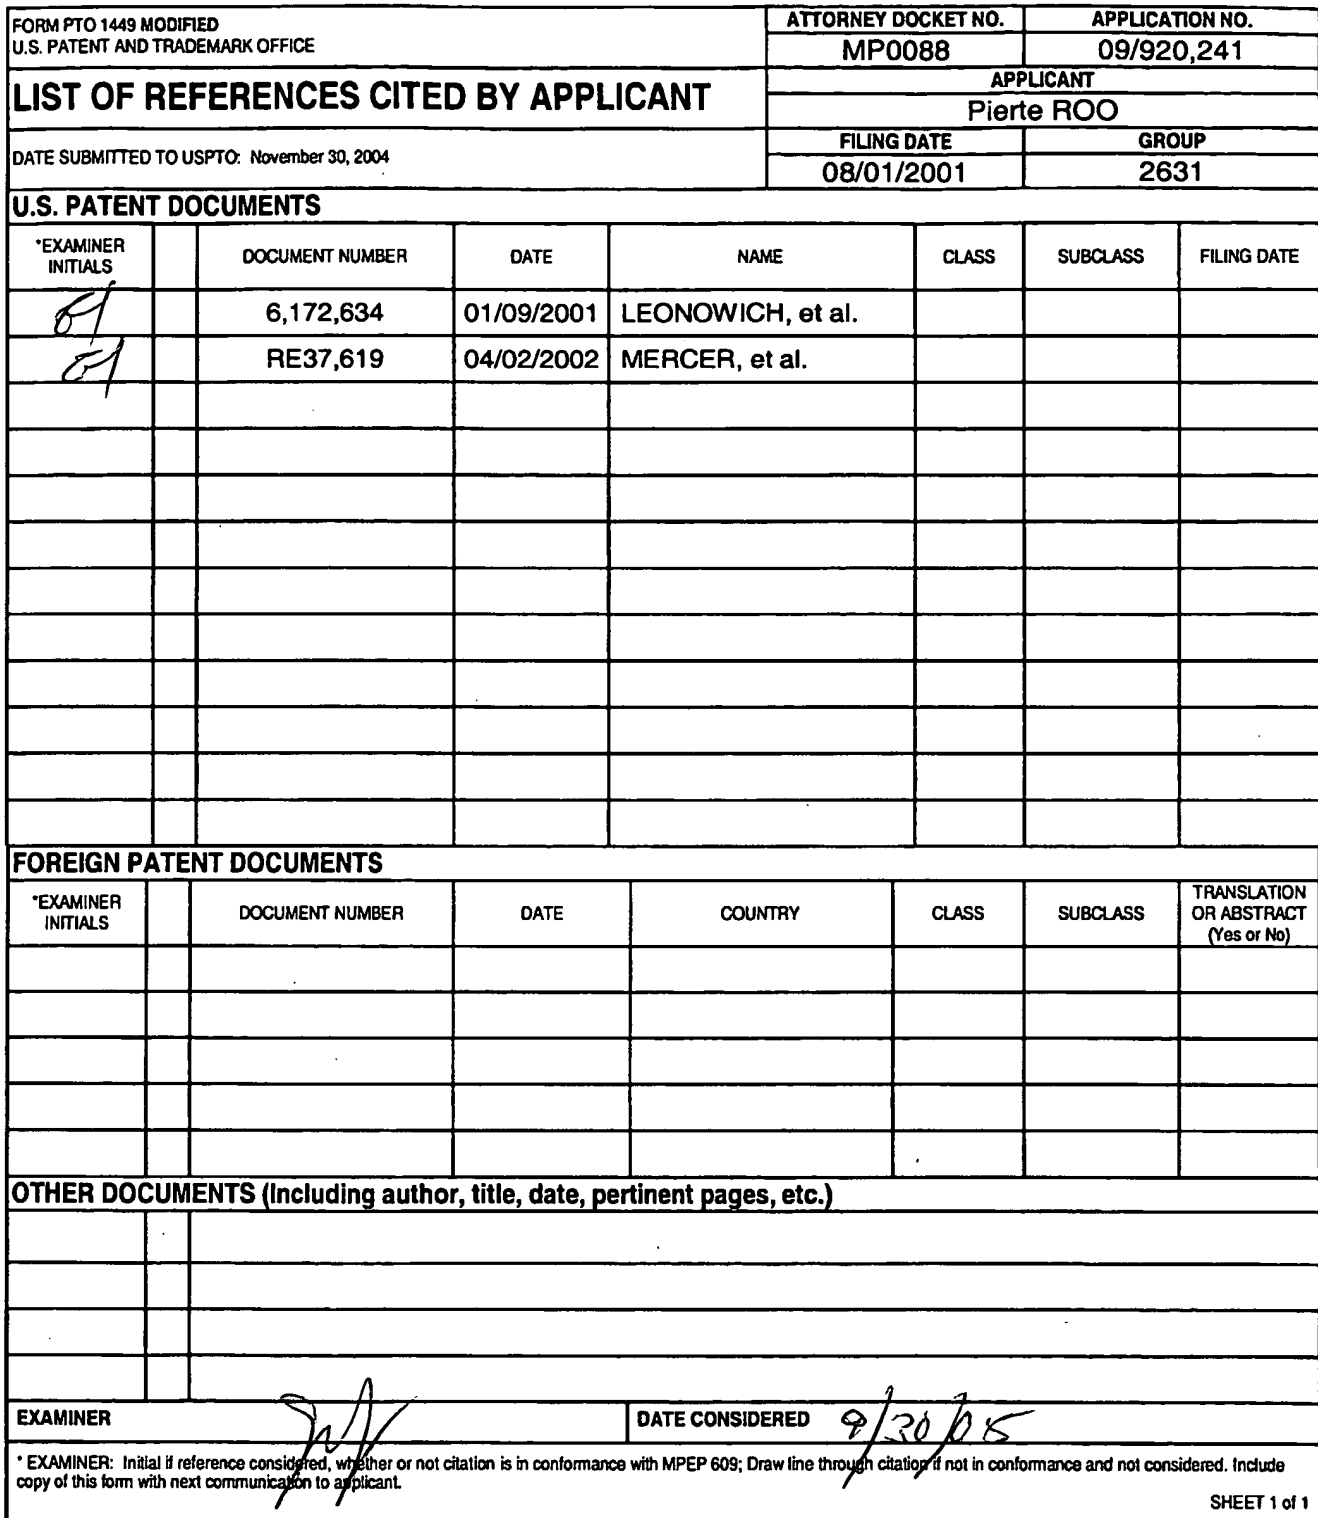 FORM PTO 1449 MODIFIED
U.S. PATENT AND TRADEMARK OFFICE
ATTORNEY DOCKET NO.
APPLICATION NO.
MP0088
09/920,241
LIST OF REFERENCES CITED BY APPLICANT
APPLICANT
Pierte ROO
DATE SUBMITTED TO USPTO: November 30, 2004
FILING DATE
GROUP
08/01/2001
2631
U.S. PATENT DOCUMENTS
*EXAMINER INITIALS
DOCUMENT NUMBER
DATE
NAME
CLASS
SUBCLASS
FILING DATE
6,172,634
01/09/2001
LEONOWICH, et al.
RE37,619
04/02/2002
MERCER, et al.
FOREIGN PATENT DOCUMENTS
*EXAMINER INITIALS
DOCUMENT NUMBER
DATE
COUNTRY
CLASS
SUBCLASS
TRANSLATION OR ABSTRACT (Yes or No)
OTHER DOCUMENTS (Including author, title, date, pertinent pages, etc.)
EXAMINER
DATE CONSIDERED 9/30/05
* EXAMINER: Initial if reference considered, whether or not citation is in conformance with MPEP 609; Draw line through citation if not in conformance and not considered. Include
copy of this form with next communication to applicant.
SHEET 1 of 1